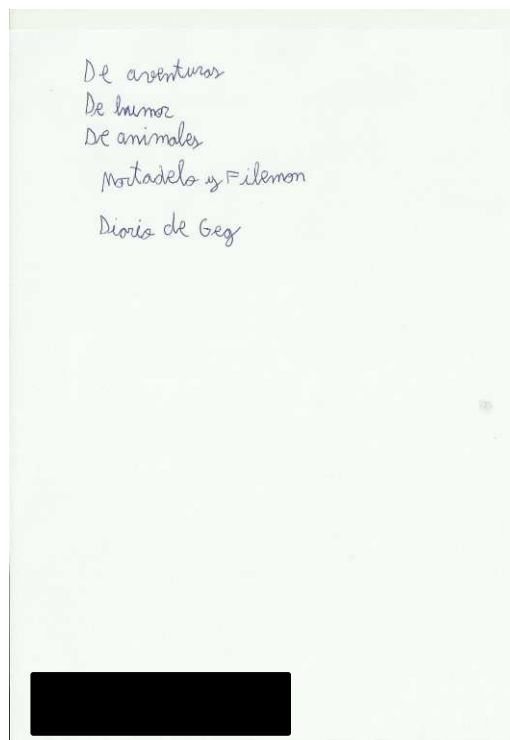 De aventuras
De humor
De animales
Mortadelo y Filemon
Diario de Geg